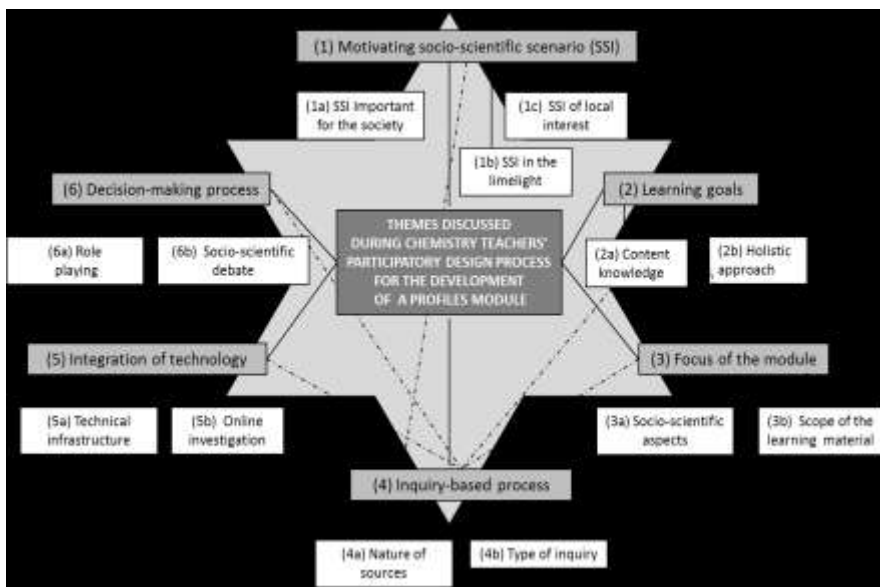 (1) Motivating socio-scientific scenario (SSI)
(1a) SSI Important
for the society
(1c) SSI of local
interest
(1b) SSI in the
limelight
(6) Decision-making process
(2) Learning goals
THEMES DISCUSSED
DURING CHEMISTRY TEACHERS'
PARTICIPATORY DESIGN PROCESS
FOR THE DEVELOPMENT
OF A PROFILES MODULE
(6a) Role
playing
(6b) Socio-scientific
debate
(2a) Content
knowledge
(2b) Holistic
approach
(5) Integration of technology
(3) Focus of the module
(5a) Technical
infrastructure
(5b) Online
investigation
(3a) Socio-scientific
aspects
(3b) Scope of the
learning material
(4) Inquiry-based process
(4a) Nature of
sources
(4b) Type of inquiry